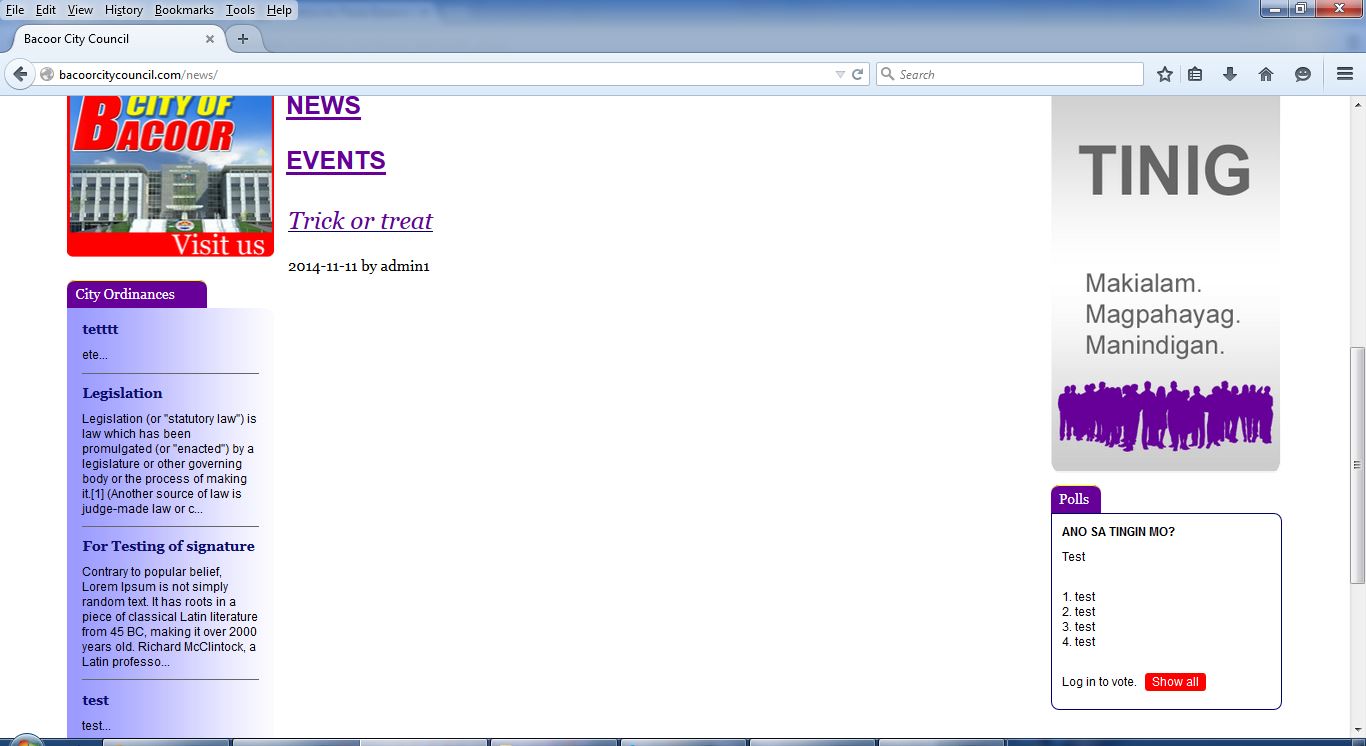 File Edit View History Bookmarks Tools Help
Bacoor City Council
bacoorcitycouncil.com/news/
Search
CITY OF
BACOOR
Visit us
City Ordinances
tetttt
ete...
Legislation
Legislation (or "statutory law") is
law which has been
promulgated (or "enacted") by a
legislature or other governing
body or the process of making
it.[1] (Another source of law is
judge-made law or c...
For Testing of signature
Contrary to popular belief,
Lorem Ipsum is not simply
random text. It has roots in a
piece of classical Latin literature
from 45 BC, making it over 2000
years old. Richard McClintock, a
Latin professo...
test
test...
NEWS
EVENTS
Trick or treat
2014-11-11 by admin1
TINIG
Makialam.
Magpahayag.
Manindigan.
Polls
ANO SA TINGIN MO?
Test
1. test
2. test
3. test
4. test
Log in to vote. Show all